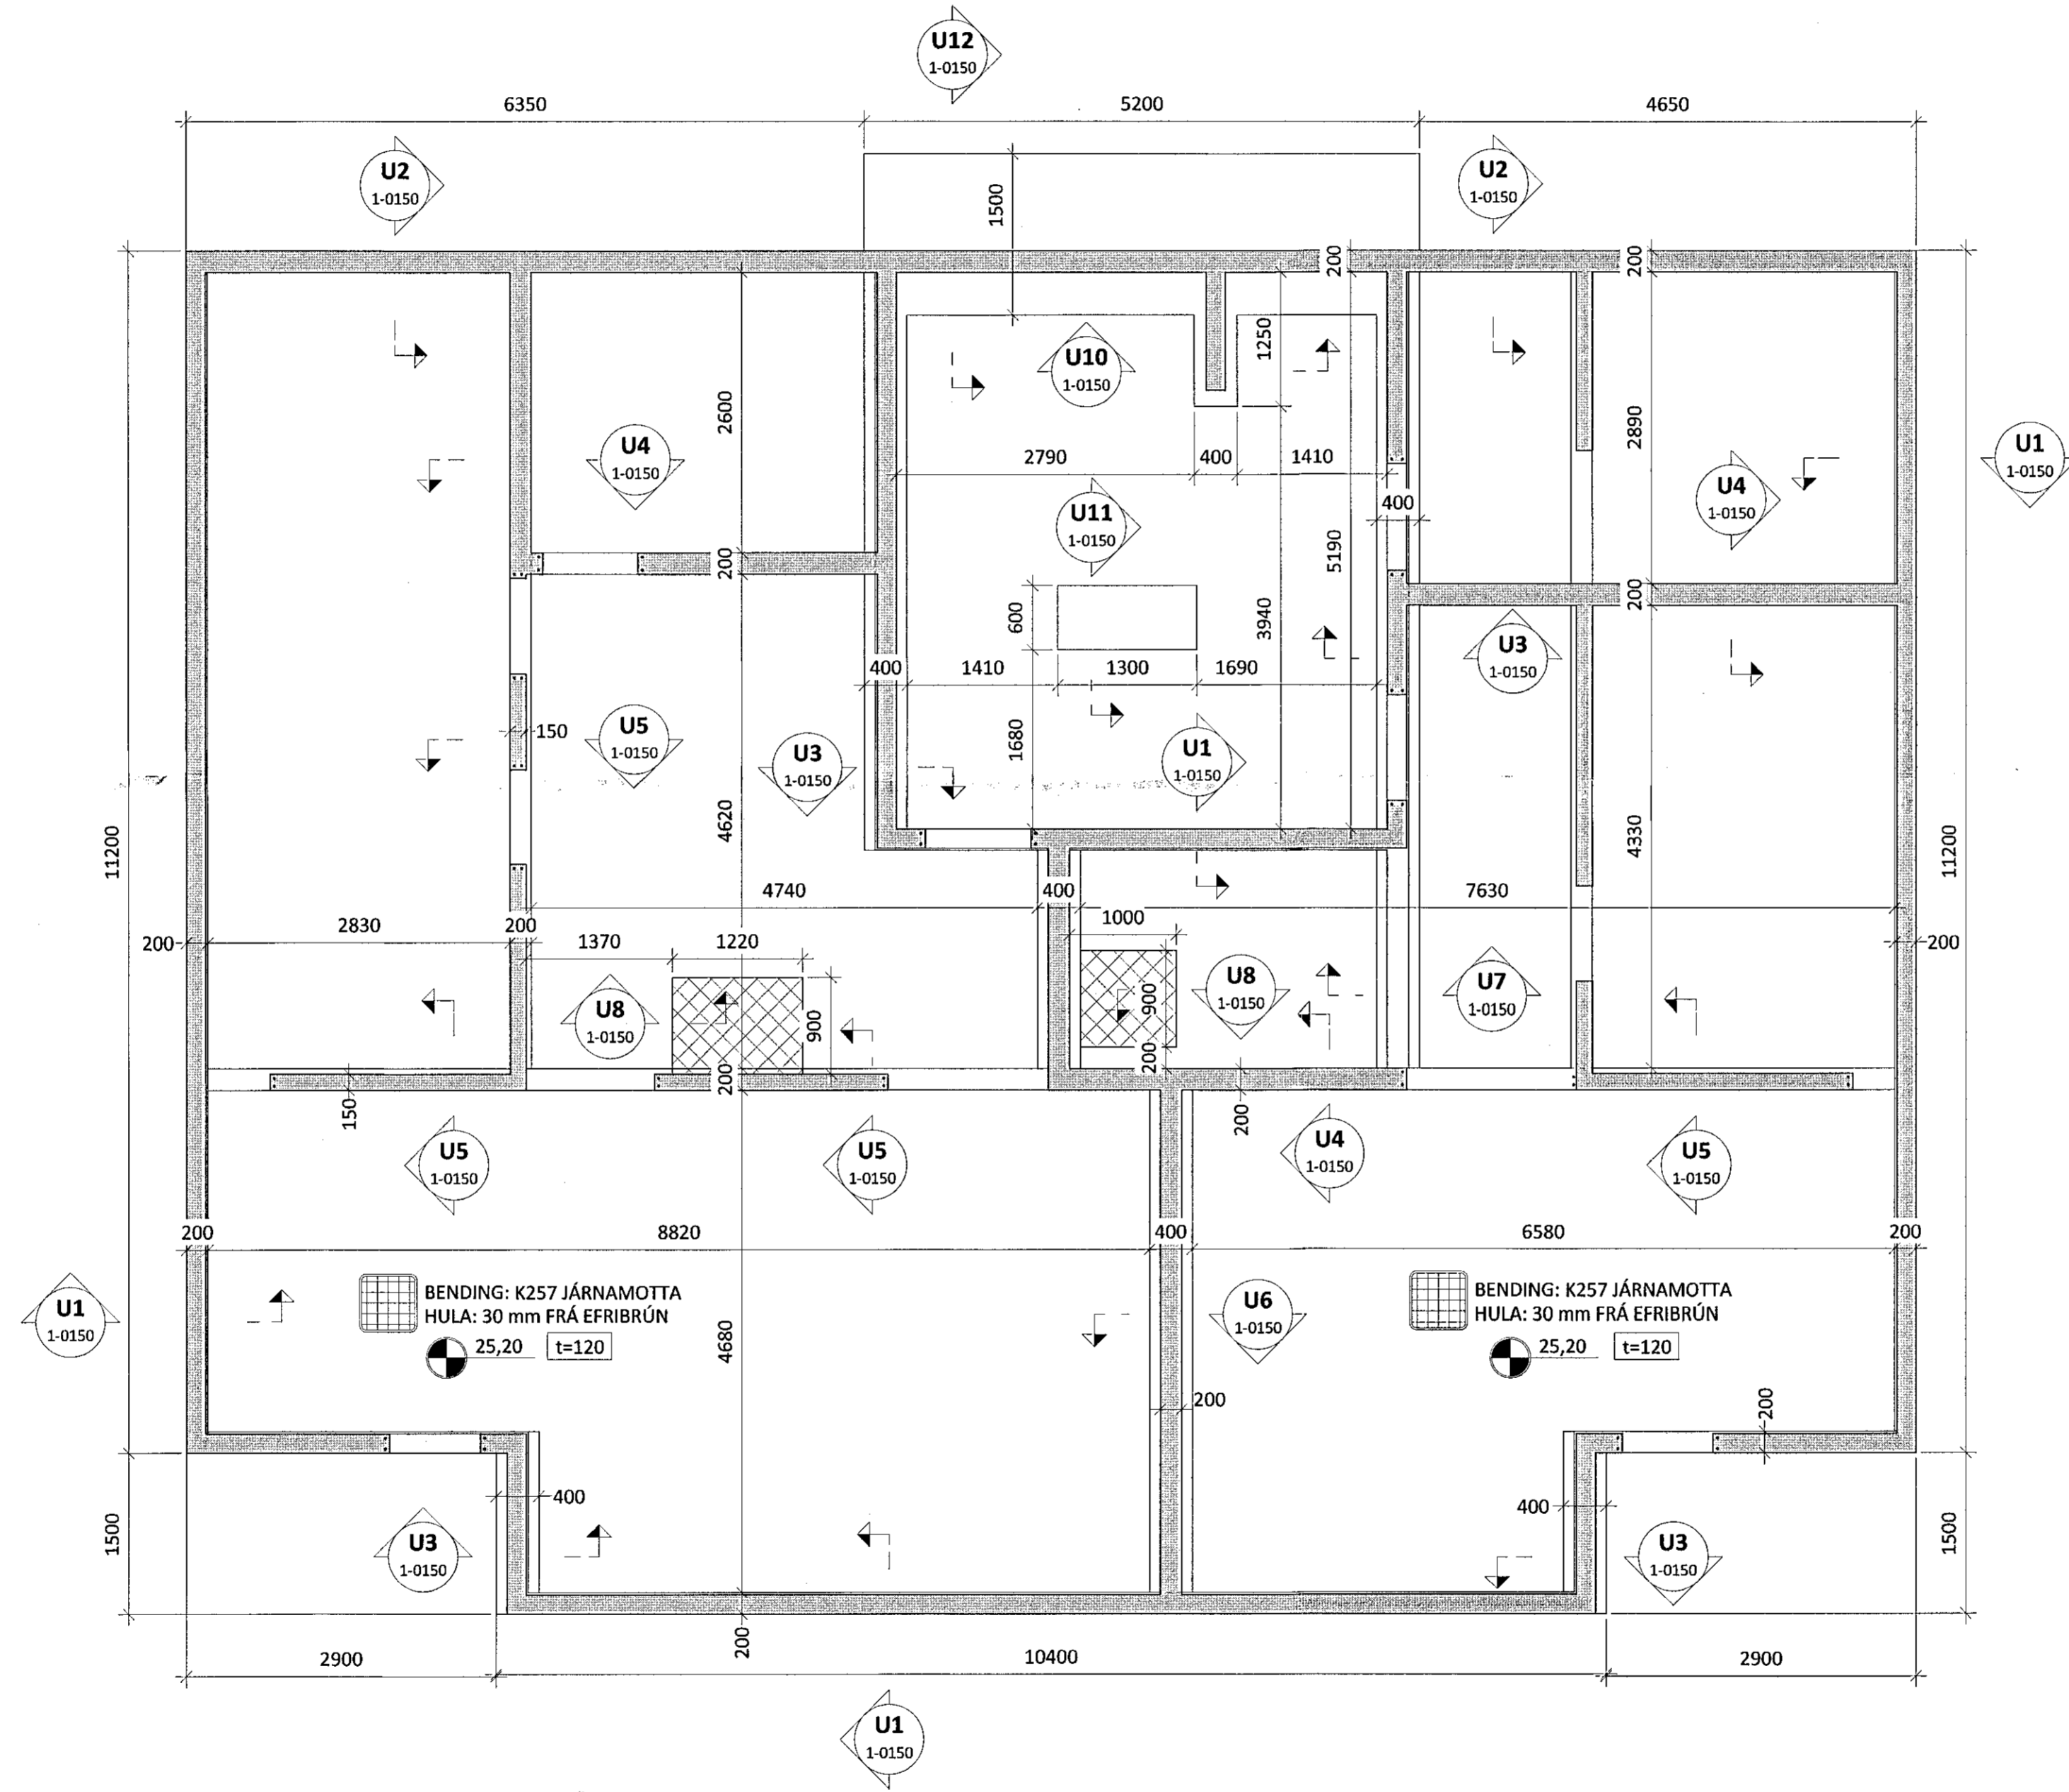 U12
1-0150
6350
5200
4650
U2
1-0150
U2
1-0150
1500
200
200
1250
U10
1-0150
2600
2890
U4
1-0150
2790
400
1410
U1
1-0150
U4
1-0150
400
U11
1-0150
5190
200
200
600
3940
U3
1-0150
400
1410
1300
1690
150
U5
1-0150
U3
1-0150
1680
U1
1-0150
11200
4620
4330
11200
4740
400
7630
1000
2830
200
1370
1220
200
200
U8
1-0150
900
900
U8
1-0150
U7
1-0150
200
200
150
200
U5
1-0150
U5
1-0150
U4
1-0150
U5
1-0150
200
8820
400
6580
200
BENDING: K257 JÁRNAMOTTA
HULA: 30 mm FRÁ EFRIBRÚN
25,20
t=120
BENDING: K257 JÁRNAMOTTA
HULA: 30 mm FRÁ EFRIBRÚN
25,20
t=120
U1
1-0150
U6
1-0150
4680
200
200
400
400
1500
1500
U3
1-0150
U3
1-0150
200
2900
10400
2900
U1
1-0150